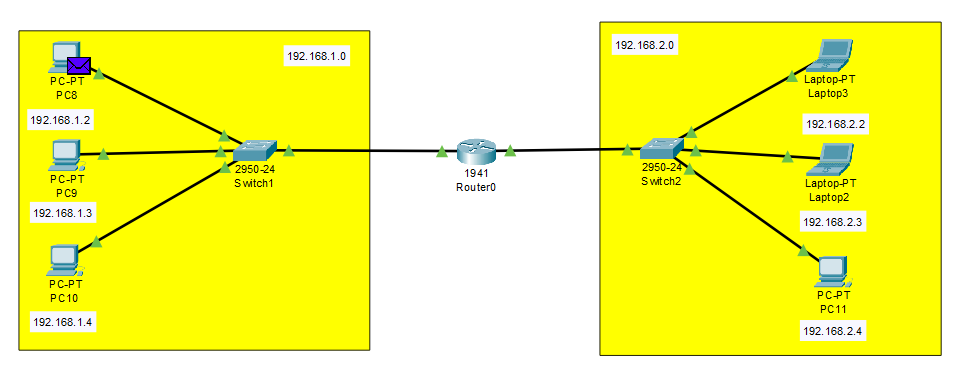 192.168.1.0
PC-PT
PC8
192.168.1.2
PC-PT
PC9
192.168.1.3
PC-PT
PC10
192.168.1.4
2950-24
Switch1
1941
Router0
192.168.2.0
2950-24
Switch2
Laptop-PT
Laptop3
192.168.2.2
Laptop-PT
Laptop2
192.168.2.3
PC-PT
PC11
192.168.2.4